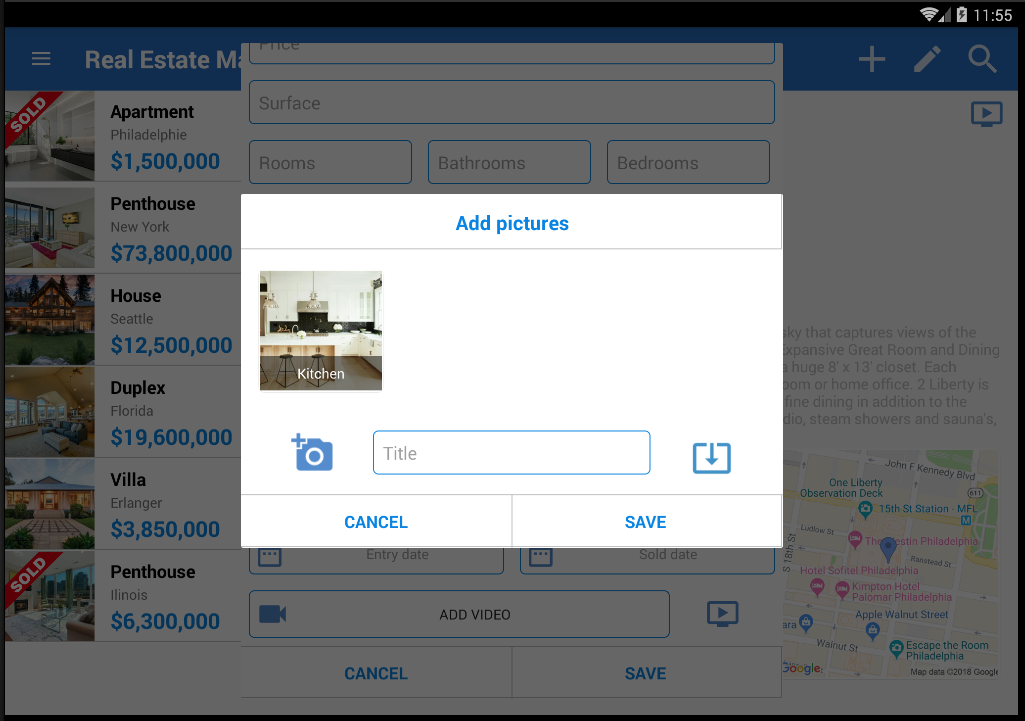 11:55
Real Estate Ma
Price
Surface
Rooms
Bathrooms
Bedrooms
SOLD
Apartment
Philadelphie
$1,500,000
Penthouse
New York
$73,800,000
House
Seattle
$12,500,000
Duplex
Florida
$19,600,000
Villa
Erlanger
$3,850,000
SOLD
Penthouse
Ilinois
$6,300,000
Add pictures
Kitchen
Title
CANCEL
SAVE
Entry date
Sold date
ADD VIDEO
CANCEL
SAVE
sky that captures views of the
Expansive Great Room and Dining
a huge 8' x 13' closet. Each
oom or home office. 2 Liberty is
fine dining in addition to the
dio, steam showers and sauna's,
John F Kennedy Blvd
One Liberty
Observation Deck
611
15th St Station - MFL
M
Ludlow St
S 18th St
The Westin Philadelphia
Ranstead St
Hotel Sofitel Philadelphia
Kimpton Hotel
Palomar Philadelphia
Apple Walnut Street
ara
Walnut St
Escape the Room
Philadelphia
Google
Map data ©2018 Google